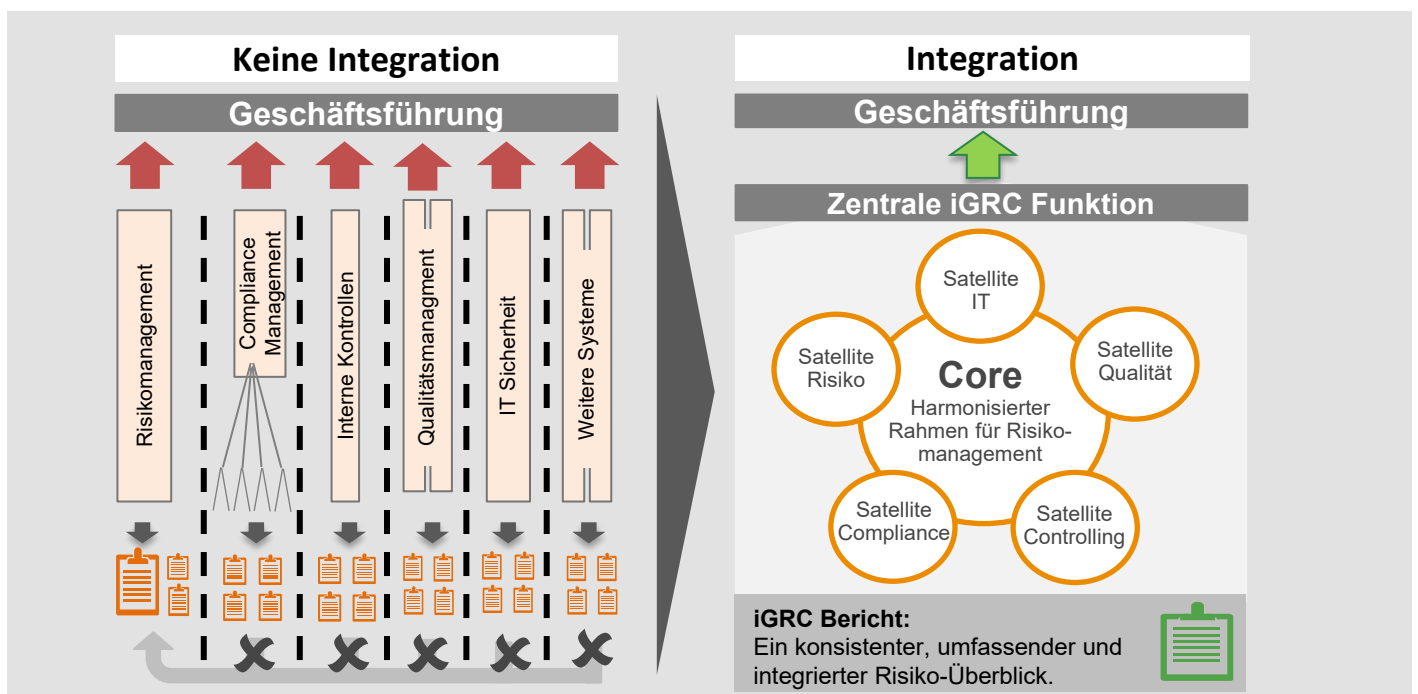 Keine Integration
Geschäftsführung
Risikomanagement
Compliance
Management
Interne Kontrollen
Qualitätsmanagment
IT Sicherheit
Weitere Systeme
Integration
Geschäftsführung
Zentrale iGRC Funktion
Satellite
IT
Satellite
Risiko
Satellite
Qualität
Core
Harmonisierter
Rahmen für Risiko-
management
Satellite
Compliance
Satellite
Controlling
iGRC Bericht:
Ein konsistenter, umfassender und
integrierter Risiko-Überblick.